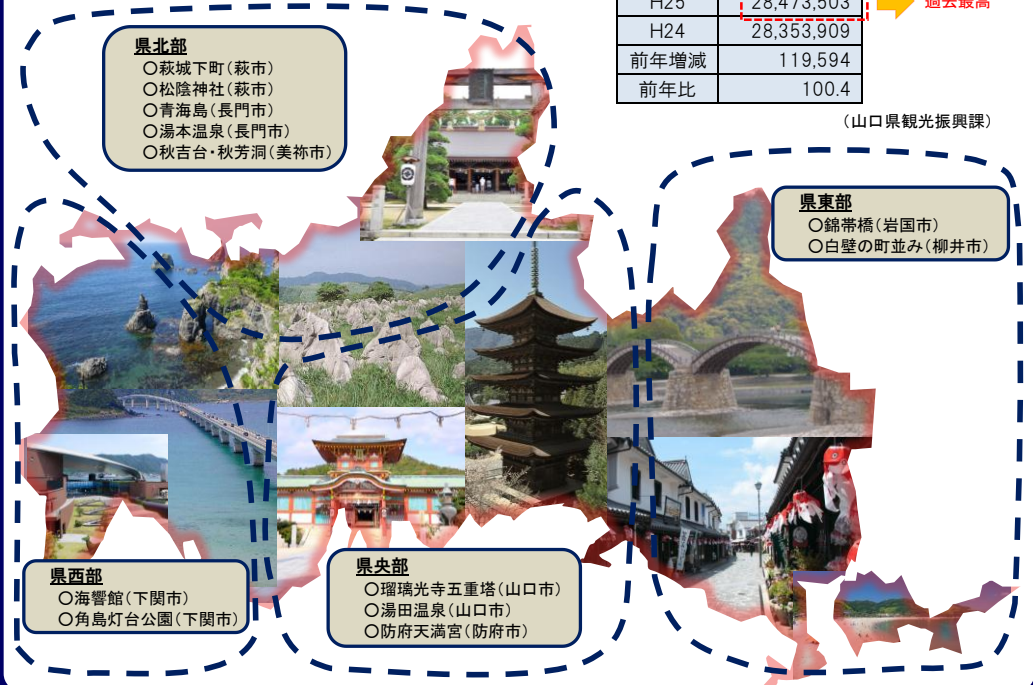 H25 28,473,503
過去最高
H24 28,353,909
前年増減 119,594
前年比 100.4
（山口県観光振興課）
県北部
○萩城下町（萩市）
○松陰神社（萩市）
○青海島（長門市）
○湯本温泉（長門市）
○秋吉台・秋芳洞（美祢市）
県東部
○錦帯橋（岩国市）
○白壁の町並み（柳井市）
県西部
○海響館（下関市）
○角島灯台公園（下関市）
県央部
○瑠璃光寺五重塔（山口市）
○湯田温泉（山口市）
○防府天満宮（防府市）